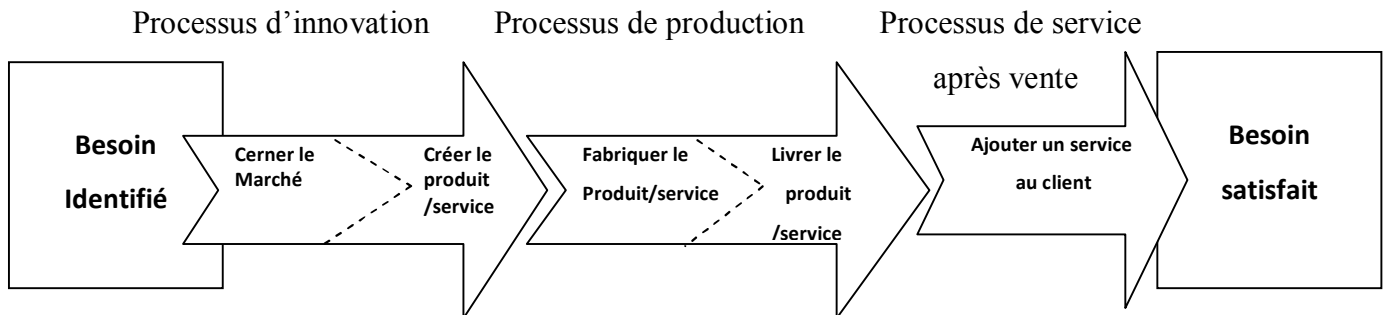 Processus d’innovation
Processus de production
Processus de service
après vente
Besoin
Identifié
Cerner le
Marché
Créer le
produit
/service
Fabriquer le
Produit/service
Livrer le
produit
/service
Ajouter un service
au client
Besoin
satisfait